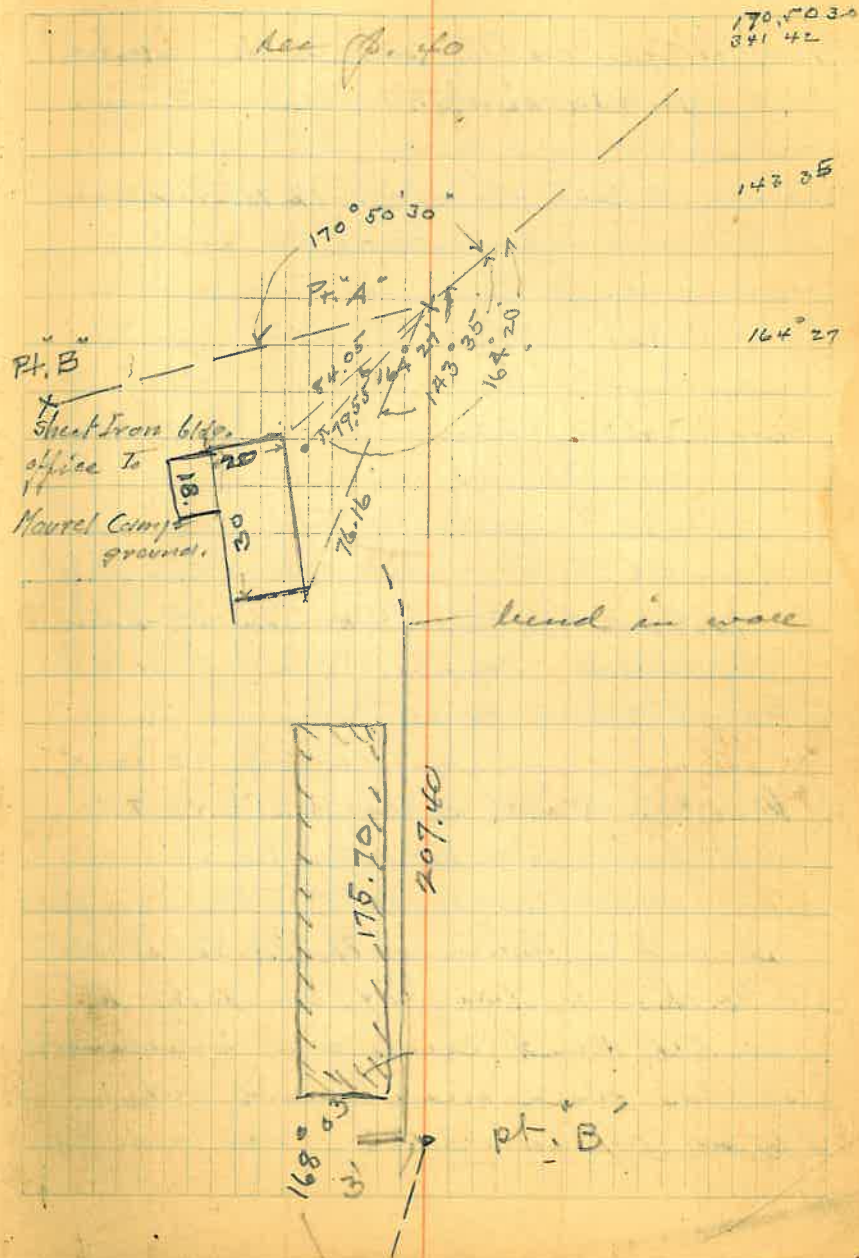 See p. 40
170.50 30
341 42
143 35
170° 50' 30"
Pt. "A"
164° 27
Pt. "B"
84.05
79.55
164° 27'
143° 35'
164° 20'
Sheet Iron bldg.
office To
Mourel Camp
ground.
20
18
30
76.16
bend in wall
175.70
207.40
168° 03'
3'
pt. "B"